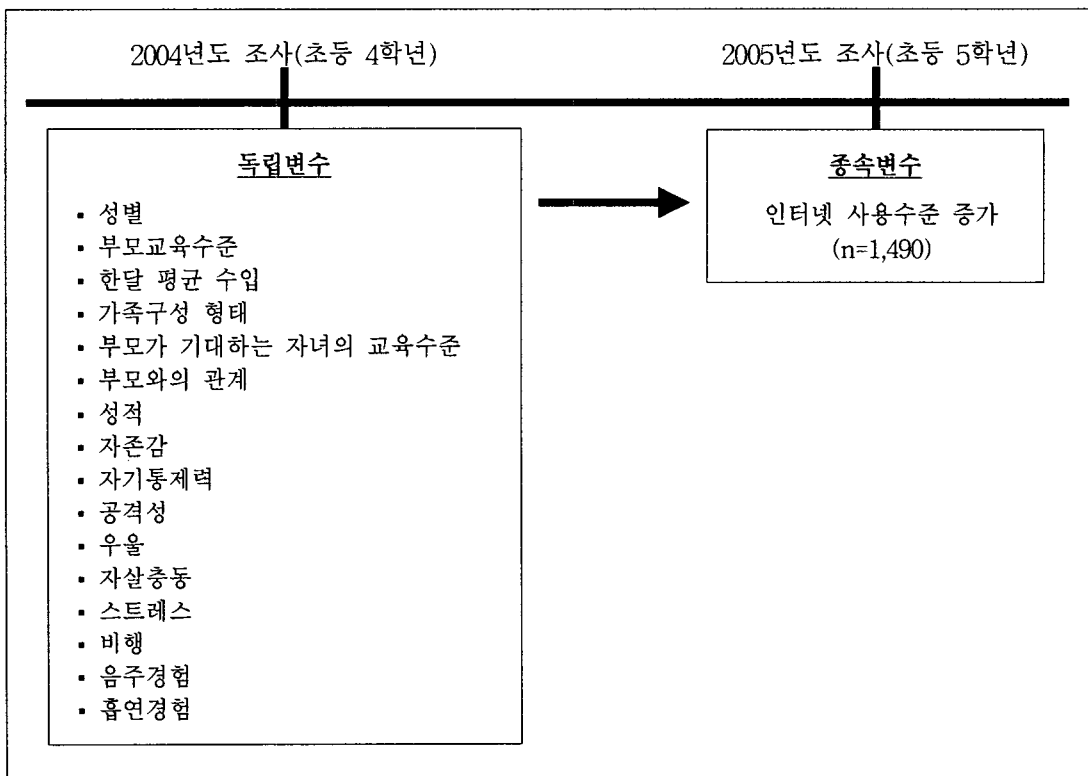 2004년도 조사(초등 4학년)
2005년도 조사(초등 5학년)
독립변수
▪ 성별
▪ 부모교육수준
▪ 한달 평균 수입
▪ 가족구성 형태
▪ 부모가 기대하는 자녀의 교육수준
▪ 부모와의 관계
▪ 성적
▪ 자존감
▪ 자기통제력
▪ 공격성
▪ 우울
▪ 자살충동
▪ 스트레스
▪ 비행
▪ 음주경험
▪ 흡연경험
종속변수
인터넷 사용수준 증가
(n=1,490)